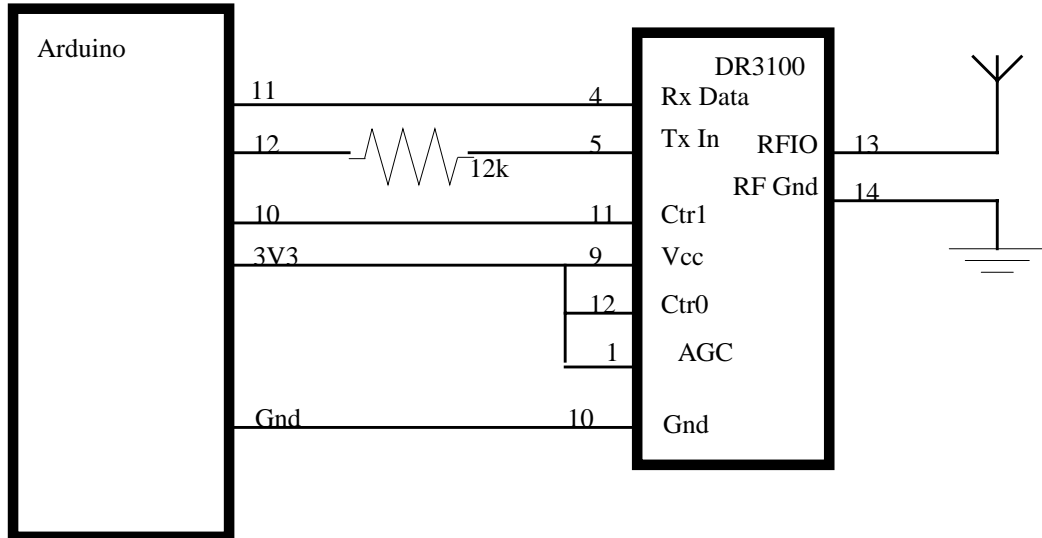 Arduino
DR3100
11 4 Rx Data
12 12k 5 Tx In RFIO 13
RF Gnd 14
10 11 Ctr1
3V3 9 Vcc
12 Ctr0
1 AGC
Gnd 10 Gnd